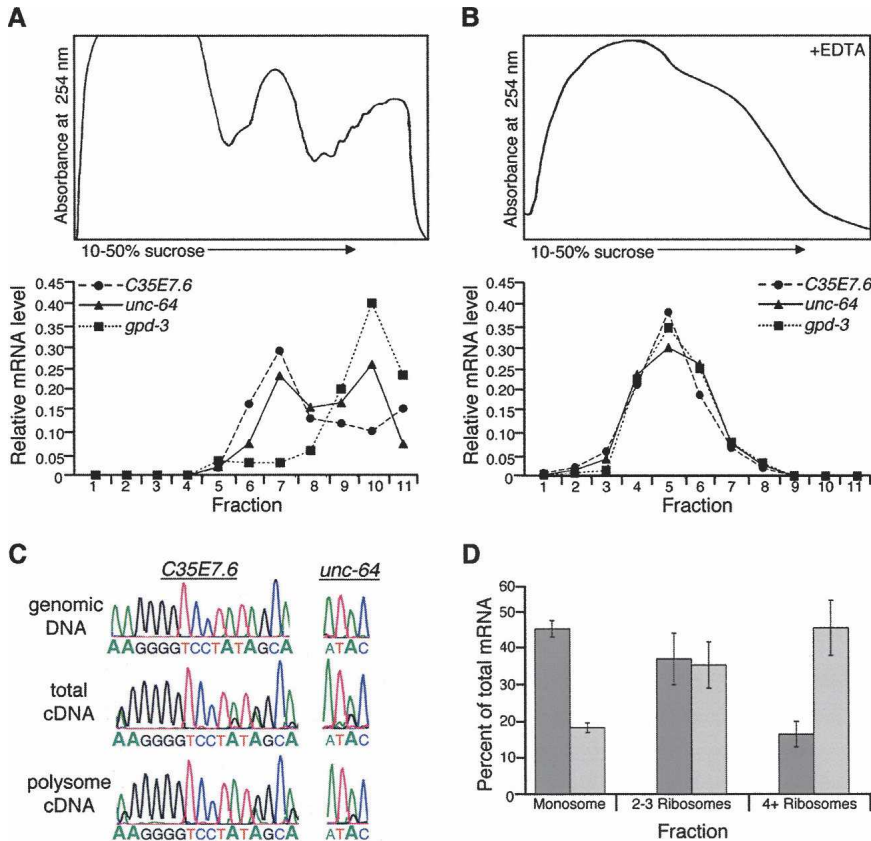 A
Absorbance at 254 nm
10-50% sucrose
Relative mRNA level
0.45
0.40
0.35
0.30
0.25
0.20
0.15
0.10
0.05
0
C35E7.6
unc-64
gpd-3
1 2 3 4 5 6 7 8 9 10 11
Fraction
B
+EDTA
Absorbance at 254 nm
10-50% sucrose
Relative mRNA level
0.45
0.40
0.35
0.30
0.25
0.20
0.15
0.10
0.05
0
C35E7.6
unc-64
gpd-3
1 2 3 4 5 6 7 8 9 10 11
Fraction
C
C35E7.6 unc-64
genomic DNA
AAGGGGTCCTATAGCA ATAC
total cDNA
AAGGGGTCCTATAGCA ATAC
polysome cDNA
AAGGGGTCCTATAGCA ATAC
D
Percent of total mRNA
60
50
40
30
20
10
00
Monosome 2-3 Ribosomes 4+ Ribosomes
Fraction